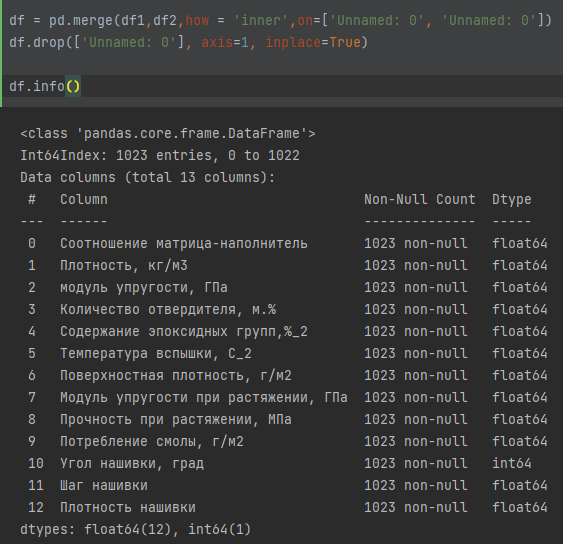 df = pd.merge(df1,df2,how = 'inner',on=['Unnamed: 0', 'Unnamed: 0'])
df.drop(['Unnamed: 0'], axis=1, inplace=True)
df.info()
<class 'pandas.core.frame.DataFrame'>
Int64Index: 1023 entries, 0 to 1022
Data columns (total 13 columns):
 #   Column                                Non-Null Count  Dtype
---  ------                                --------------  -----
 0   Соотношение матрица-наполнитель       1023 non-null   float64
 1   Плотность, кг/м3                      1023 non-null   float64
 2   модуль упругости, ГПа                 1023 non-null   float64
 3   Количество отвердителя, м.%           1023 non-null   float64
 4   Содержание эпоксидных групп,%_2       1023 non-null   float64
 5   Температура вспышки, С_2              1023 non-null   float64
 6   Поверхностная плотность, г/м2         1023 non-null   float64
 7   Модуль упругости при растяжении, ГПа  1023 non-null   float64
 8   Прочность при растяжении, МПа         1023 non-null   float64
 9   Потребление смолы, г/м2               1023 non-null   float64
 10  Угол нашивки, град                    1023 non-null   int64
 11  Шаг нашивки                           1023 non-null   float64
 12  Плотность нашивки                     1023 non-null   float64
dtypes: float64(12), int64(1)